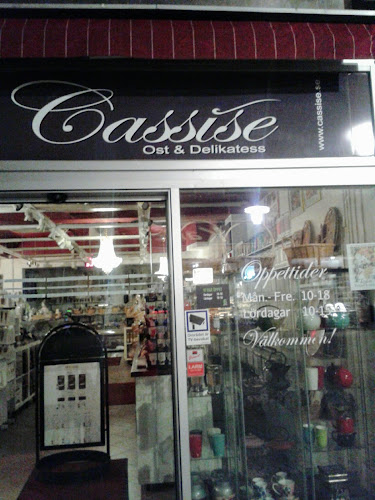 Cassise
Ost & Delikatess
www.cassise.se
Öppettider
Mån - Fre. 10-18
Lördagar
Välkommen!